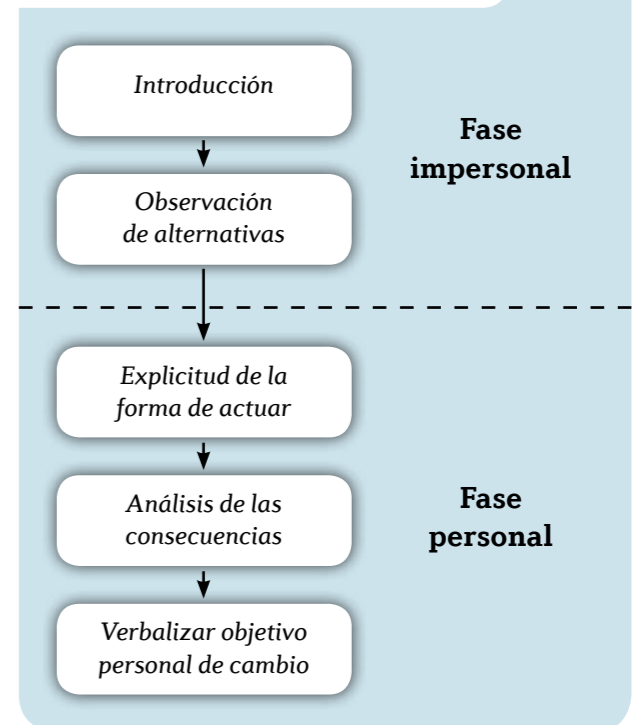 Introducción
Fase
impersonal
Observación
de alternativas
Explicitud de la
forma de actuar
Análisis de las
consecuencias
Fase
personal
Verbalizar objetivo
personal de cambio